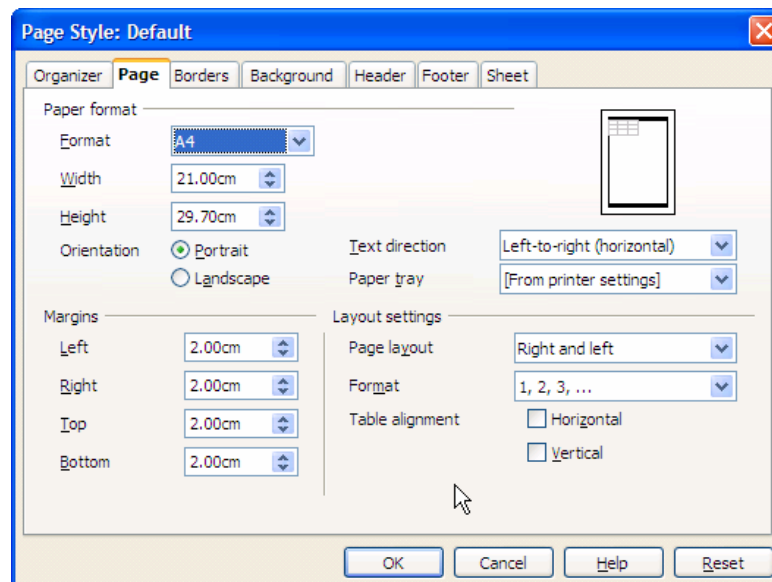 Page Style: Default
Organizer Page Borders Background Header Footer Sheet
Paper format
Format A4
Width 21.00cm
Height 29.70cm
Orientation Portrait Text direction Left-to-right (horizontal)
Landscape Paper tray [From printer settings]
Margins Layout settings
Left 2.00cm Page layout Right and left
Right 2.00cm Format 1, 2, 3, ...
Top 2.00cm Table alignment Horizontal
Bottom 2.00cm Vertical
OK Cancel Help Reset